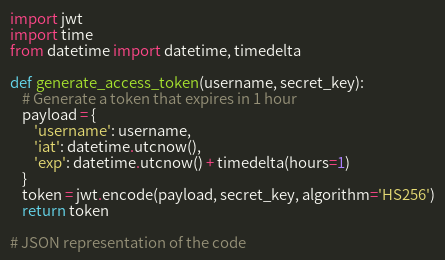 import jwt
import time
from datetime import datetime, timedelta

def generate_access_token(username, secret_key):
    # Generate a token that expires in 1 hour
    payload = {
        'username': username,
        'iat': datetime.utcnow(),
        'exp': datetime.utcnow() + timedelta(hours=1)
    }
    token = jwt.encode(payload, secret_key, algorithm='HS256')
    return token

# JSON representation of the code